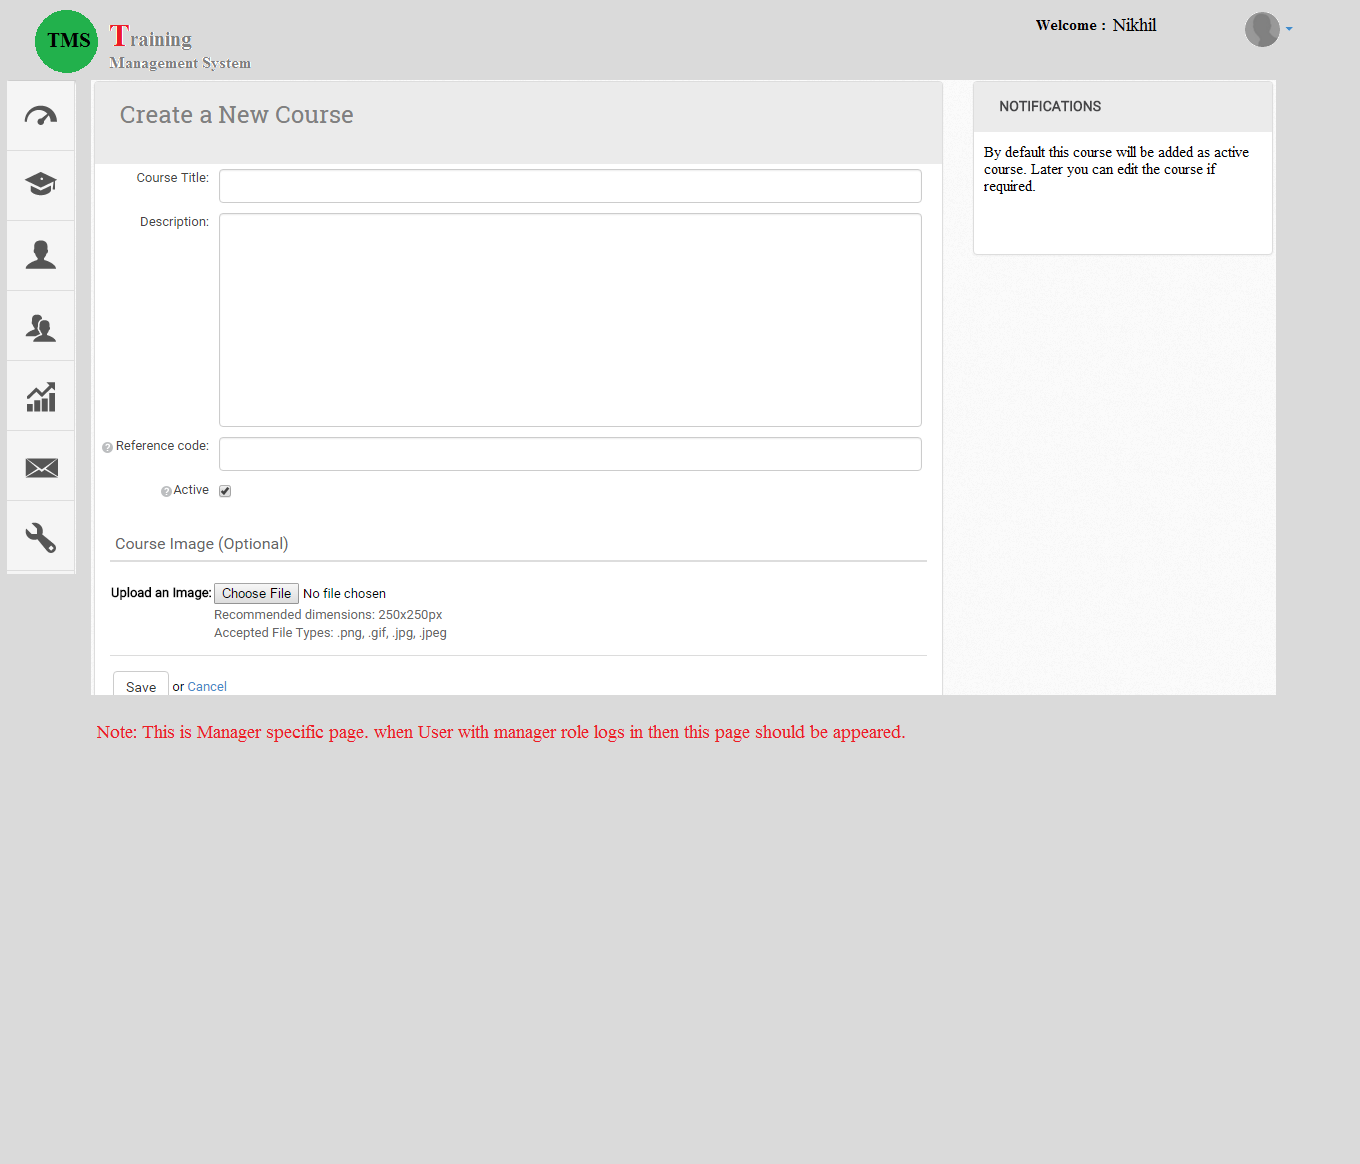 TMS
Training
Management System
Welcome : Nikhil
Create a New Course
Course Title:
Description:
? Reference code:
? Active
Course Image (Optional)
Upload an Image: Choose File No file chosen
Recommended dimensions: 250x250px
Accepted File Types: .png, .gif, .jpg, .jpeg
Save or Cancel
NOTIFICATIONS
By default this course will be added as active
course. Later you can edit the course if
required.
Note: This is Manager specific page. when User with manager role logs in then this page should be appeared.